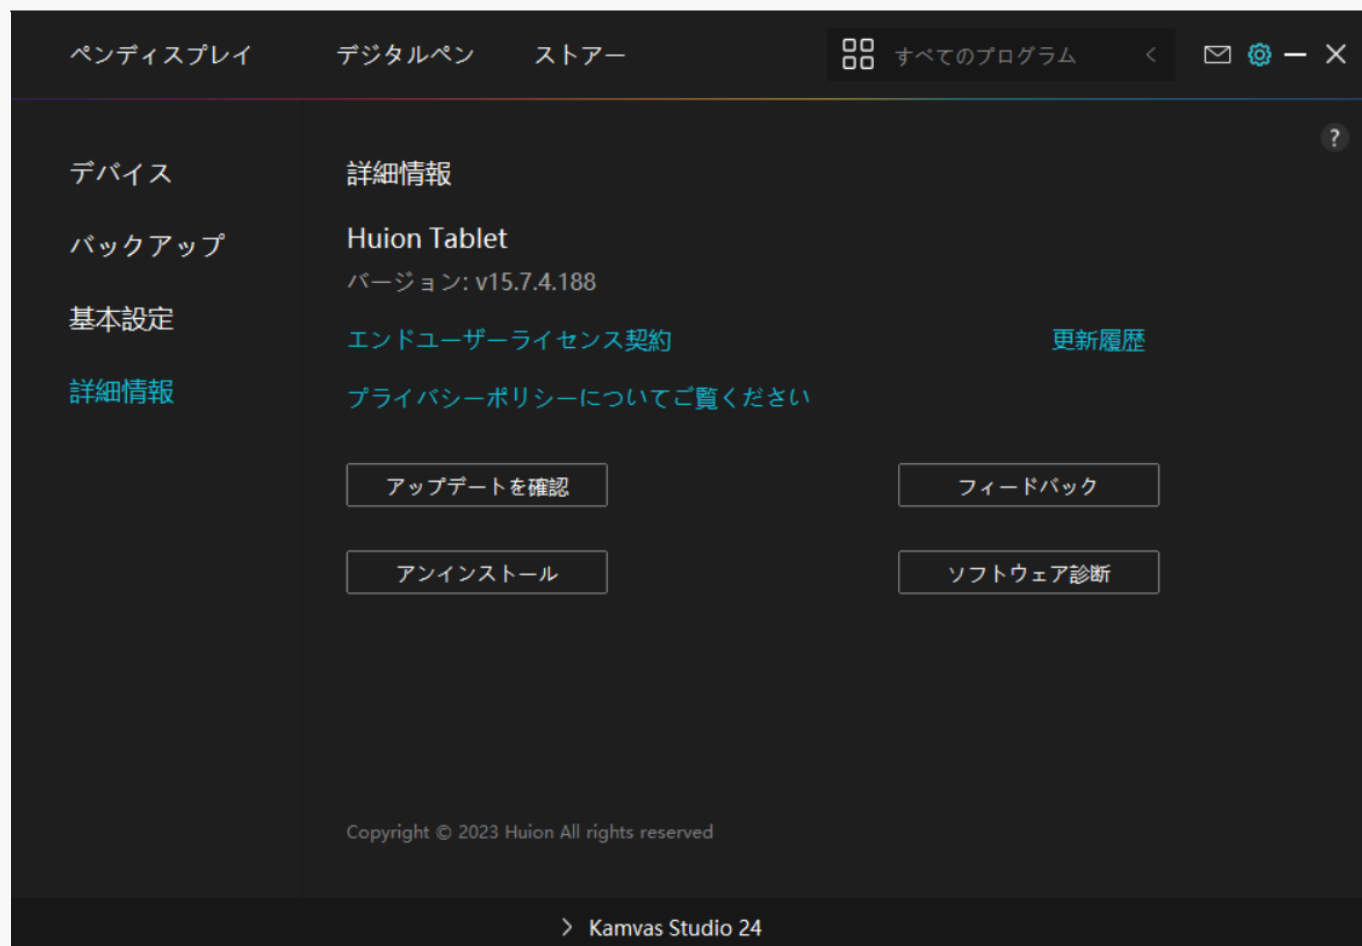 ペンディスプレイ デジタルペン ストアー すべてのプログラム
?
デバイス
バックアップ
基本設定
詳細情報
詳細情報
Huion Tablet
バージョン: v15.7.4.188
エンドユーザーライセンス契約 更新履歴
プライバシーポリシーについてご覧ください
アップデートを確認 フィードバック
アンインストール ソフトウェア診断
Copyright © 2023 Huion All rights reserved
Kamvas Studio 24